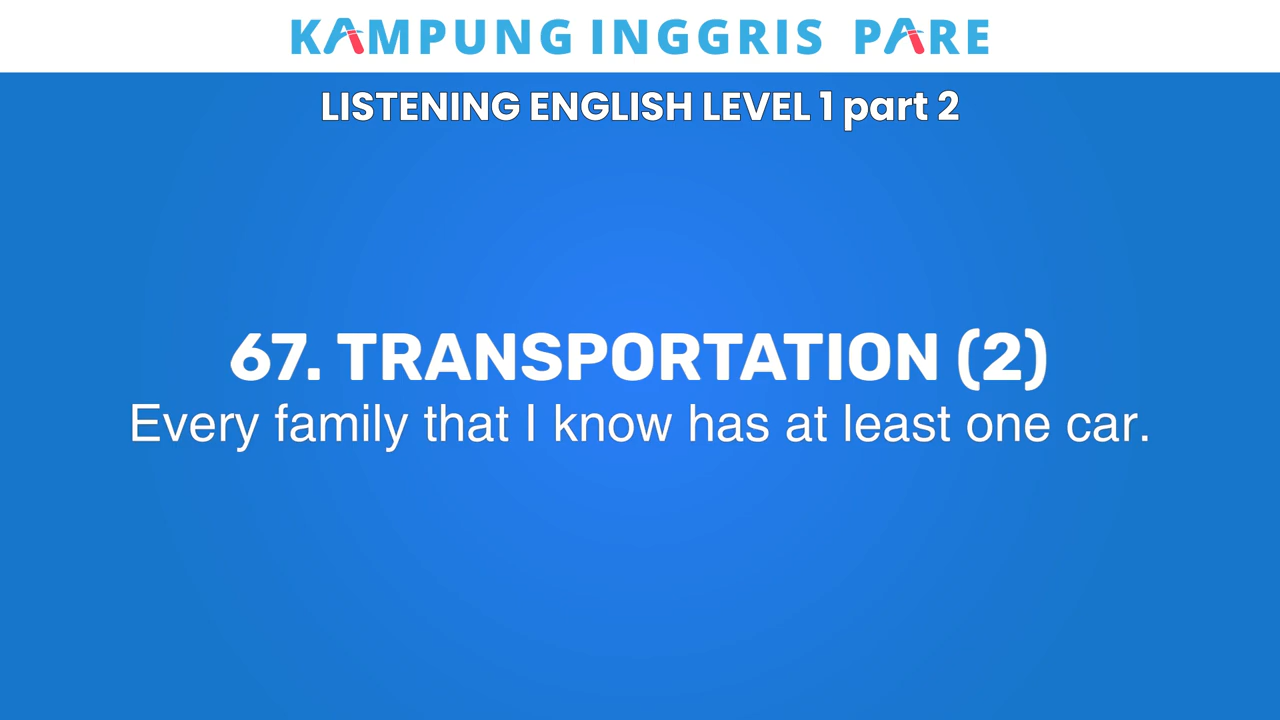 KAMPUNG INGGRIS PARE
LISTENING ENGLISH LEVEL 1 part 2
67. TRANSPORTATION (2)
Every family that I know has at least one car.